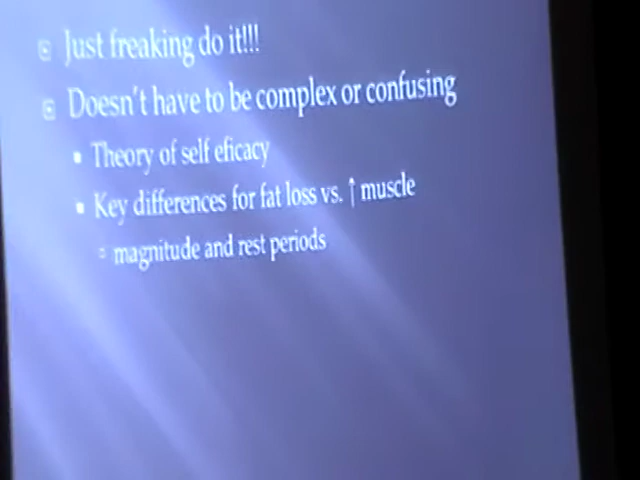 Just freaking do it!!!
Doesn't have to be complex or confusing
Theory of self eficacy
Key differences for fat loss vs. ↑ muscle
= magnitude and rest periods